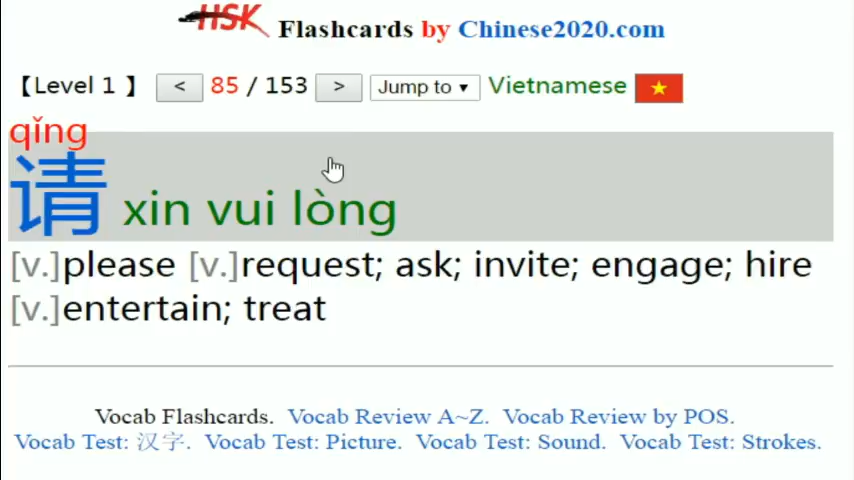 HSK Flashcards by Chinese2020.com
【Level 1 】 < 85 / 153 > Jump to ▼ Vietnamese
qǐng
请 xin vui lòng
[v.]please [v.]request; ask; invite; engage; hire
[v.]entertain; treat
Vocab Flashcards. Vocab Review A~Z. Vocab Review by POS.
Vocab Test: 汉字. Vocab Test: Picture. Vocab Test: Sound. Vocab Test: Strokes.